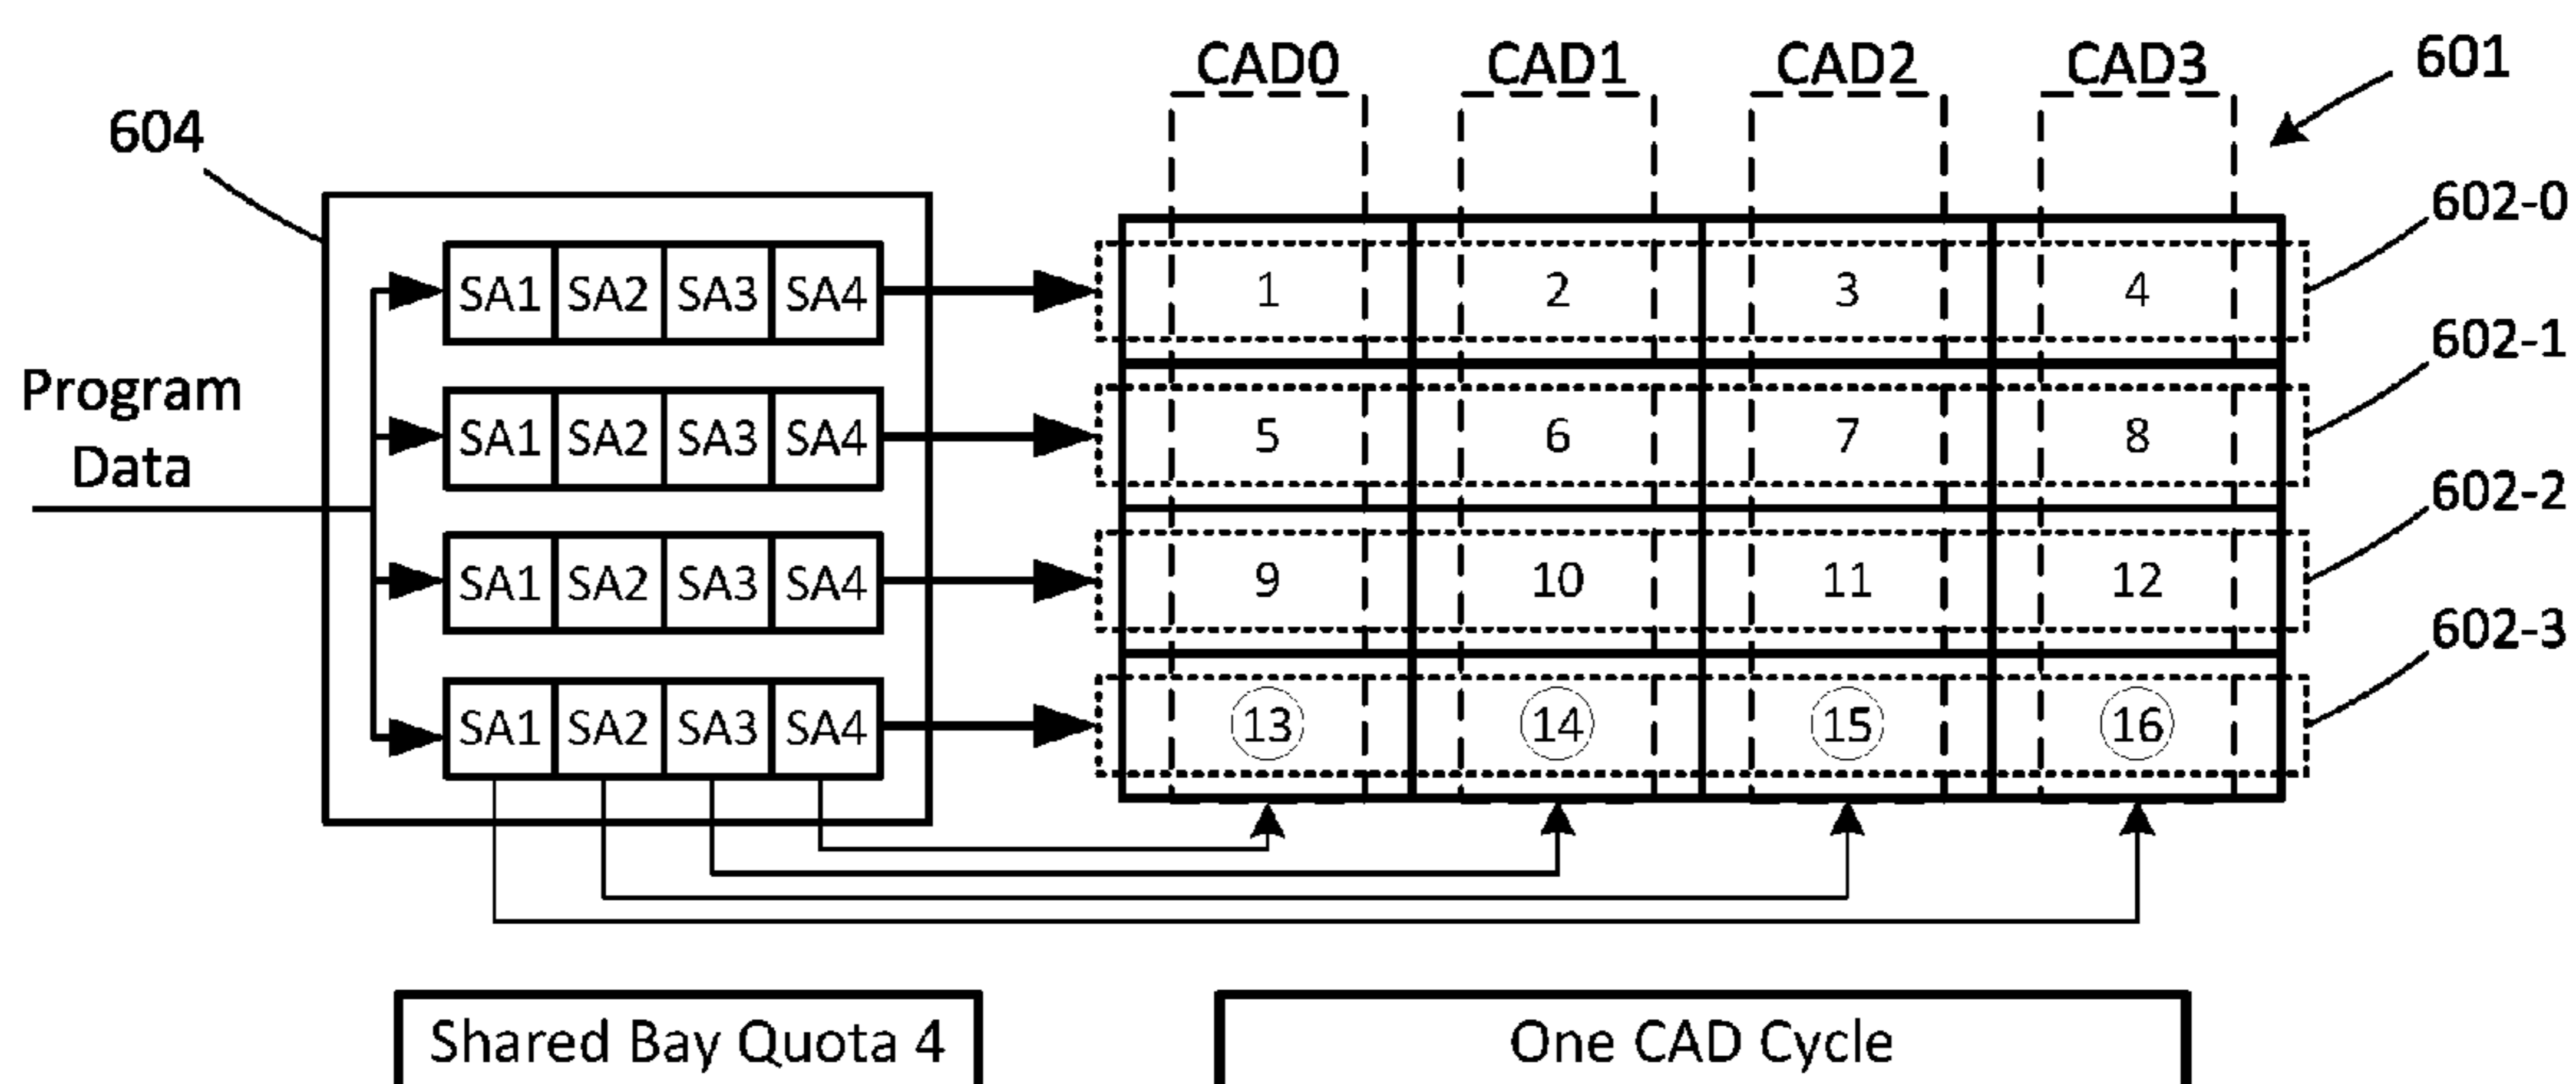 CAD0 CAD1 CAD2 CAD3 601
604
602-0
SA1 SA2 SA3 SA4 1 2 3 4
602-1
Program
Data
SA1 SA2 SA3 SA4 5 6 7 8
602-2
SA1 SA2 SA3 SA4 9 10 11 12
602-3
SA1 SA2 SA3 SA4 13 14 15 16
Shared Bay Quota 4
One CAD Cycle